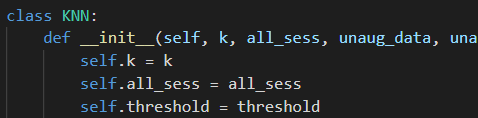 class KNN:
def __init__(self, k, all_sess, unaug_data, una
self.k = k
self.all_sess = all_sess
self.threshold = threshold